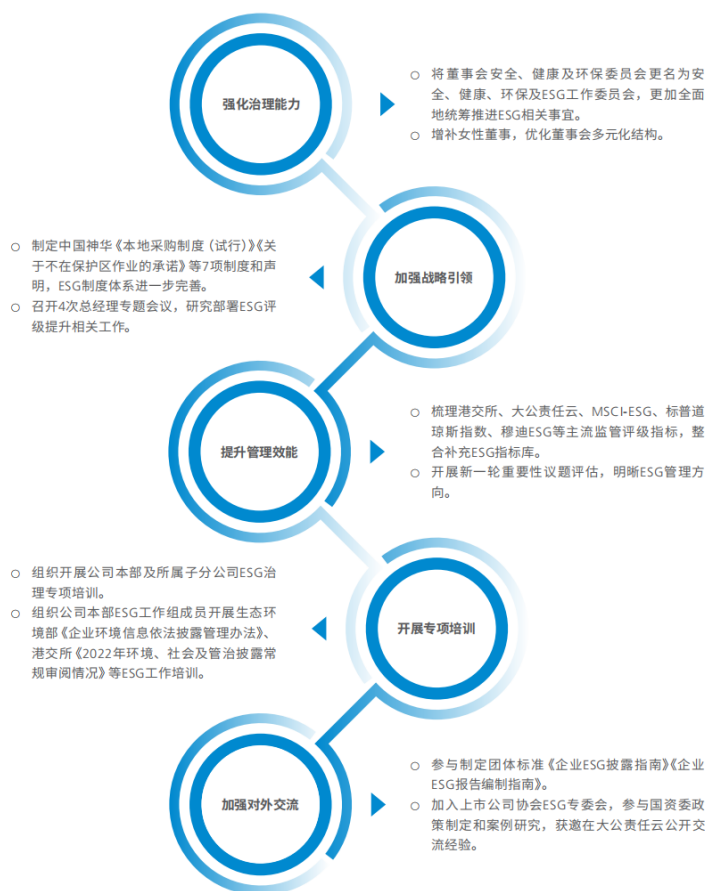 强化治理能力
○ 将董事会安全、健康及环保委员会更名为安
全、健康、环保及ESG工作委员会，更加全面
地统筹推进ESG相关事宜。
○ 增补女性董事，优化董事会多元化结构。
加强战略引领
○ 制定中国神华《本地采购制度（试行）》《关
于不在保护区作业的承诺》等7项制度和声
明，ESG制度体系进一步完善。
○ 召开4次总经理专题会议，研究部署ESG评
级提升相关工作。
提升管理效能
○ 梳理港交所、大公责任云、MSCI-ESG、标普道
琼斯指数、穆迪ESG等主流监管评级指标，整
合补充ESG指标库。
○ 开展新一轮重要性议题评估，明晰ESG管理方
向。
开展专项培训
○ 组织开展公司本部及所属子分公司ESG治
理专项培训。
○ 组织公司本部ESG工作组成员开展生态环
境部《企业环境信息依法披露管理办法》、
港交所《2022年环境、社会及管治披露常
规审阅情况》等ESG工作培训。
加强对外交流
○ 参与制定团体标准《企业ESG披露指南》《企业
ESG报告编制指南》。
○ 加入上市公司协会ESG专委会，参与国资委政
策制定和案例研究，获邀在大公责任云公开交
流经验。